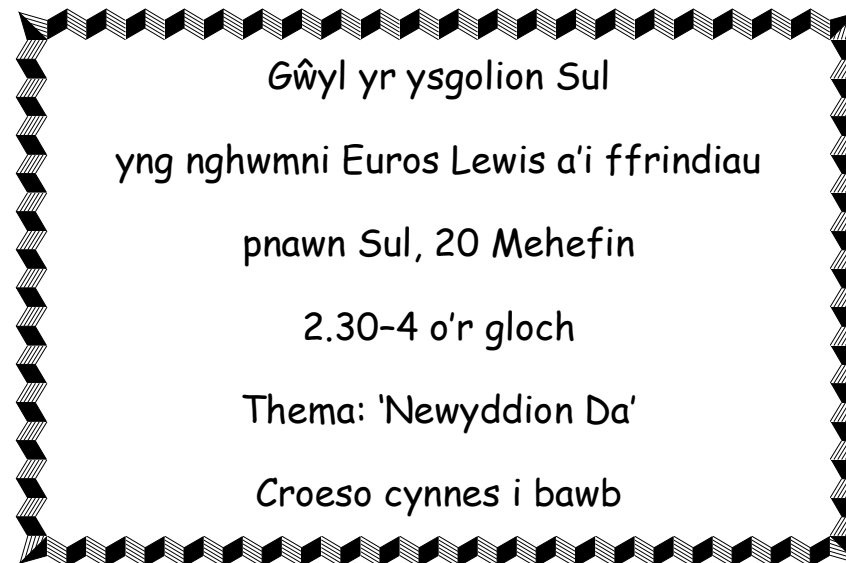 Gŵyl yr ysgolion Sul
yng nghwmni Euros Lewis a’i ffrindiau
pnawn Sul, 20 Mehefin
2.30–4 o’r gloch
Thema: ‘Newyddion Da’
Croeso cynnes i bawb